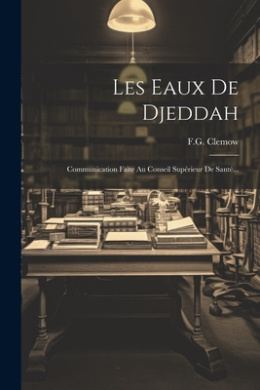 Les Eaux De
Djeddah
F.G. Clemow
Communication Faite Au Conseil Supérieur De Santé...